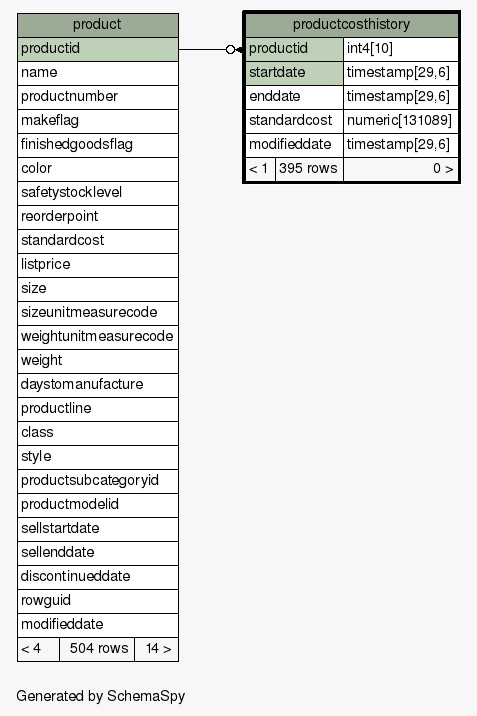 product
productid
name
productnumber
makeflag
finishedgoodsflag
color
safetystocklevel
reorderpoint
standardcost
listprice
size
sizeunitmeasurecode
weightunitmeasurecode
weight
daystomanufacture
productline
class
style
productsubcategoryid
productmodelid
sellstartdate
sellenddate
discontinueddate
rowguid
modifieddate
< 4 504 rows 14 >
productcosthistory
productid int4[10]
startdate timestamp[29,6]
enddate timestamp[29,6]
standardcost numeric[131089]
modifieddate timestamp[29,6]
< 1 395 rows 0 >
Generated by SchemaSpy